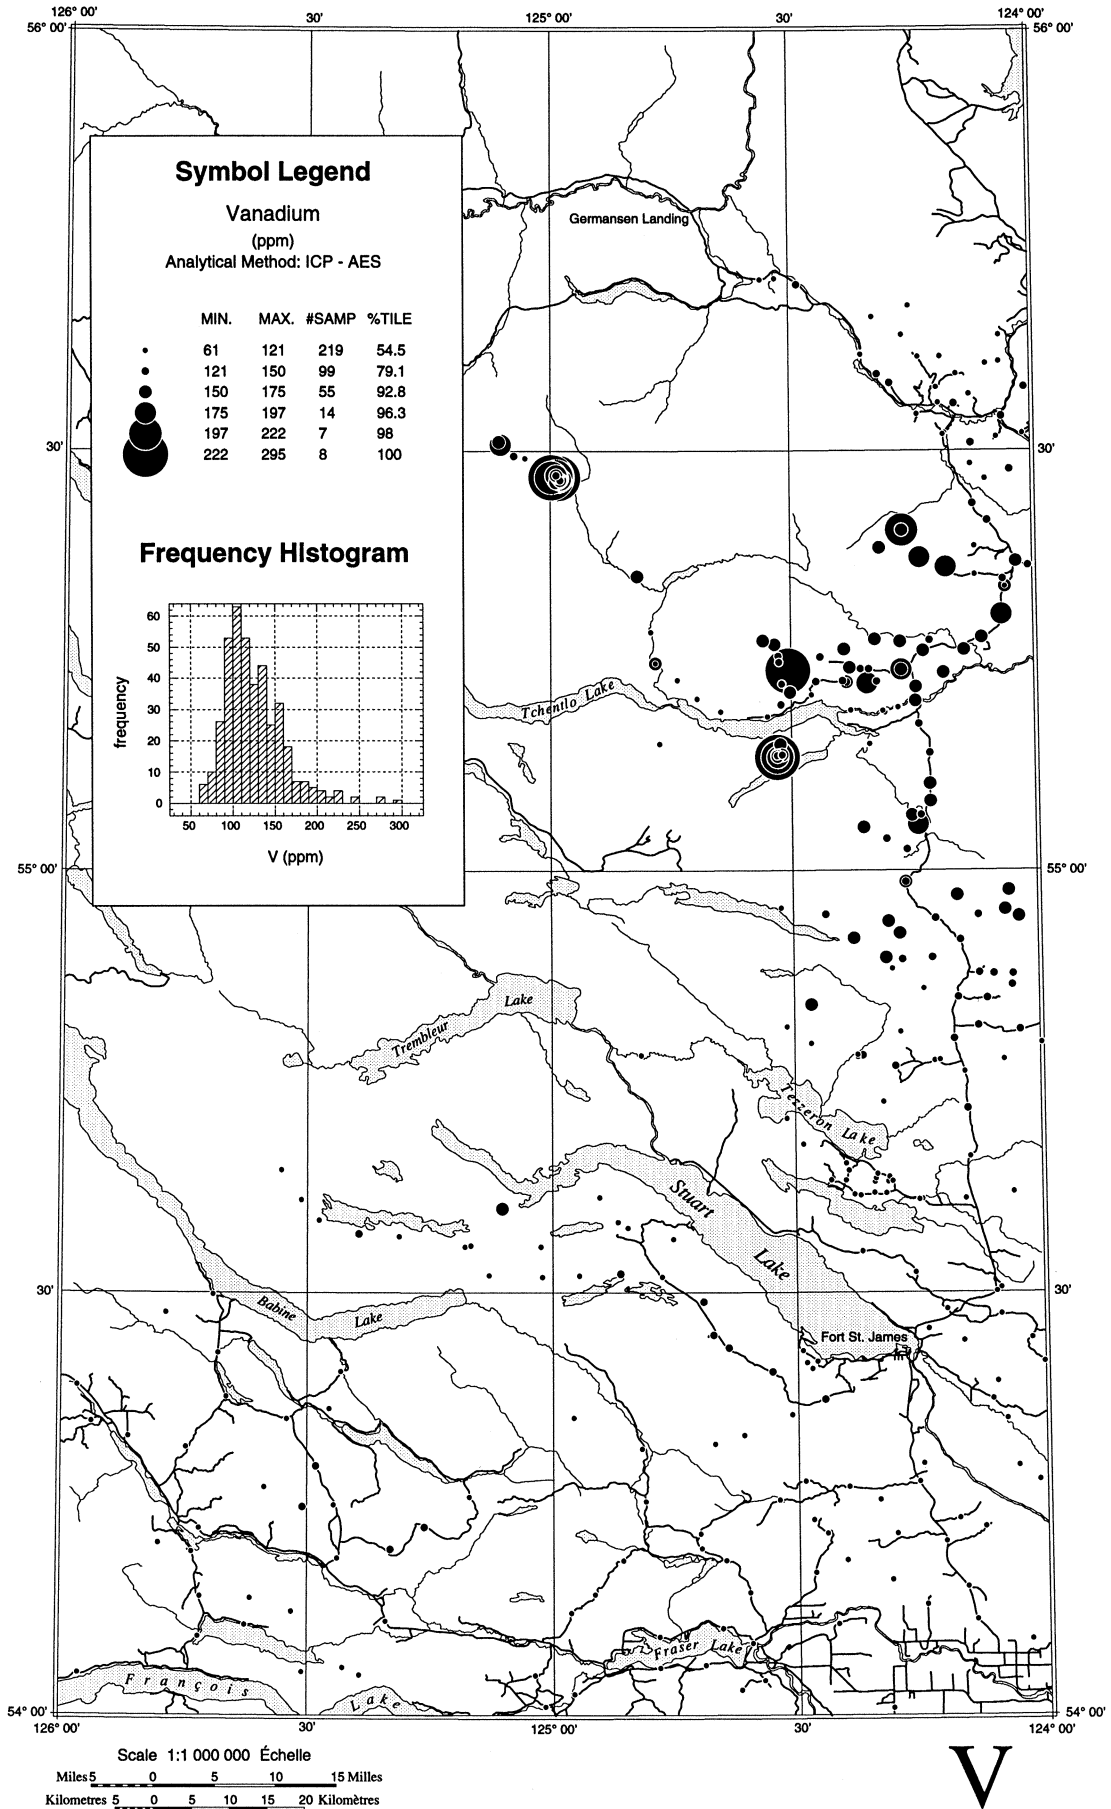 126° 00' 30' 125° 00' 30' 124° 00'
56° 00' 56° 00'
Symbol Legend
Vanadium
(ppm)
Analytical Method: ICP - AES
MIN. MAX. #SAMP %TILE
61 121 219 54.5
121 150 99 79.1
150 175 55 92.8
175 197 14 96.3
197 222 7 98
222 295 8 100
Germansen Landing
30' 30'
Frequency Histogram
60
50
40
30
20
10
0
frequency
50 100 150 200 250 300
V (ppm)
Tchentlo Lake
55° 00' 55° 00'
Trembleur Lake
Tezzeron Lake
Stuart Lake
30' 30'
Babine Lake
Fort St. James
Fraser Lake
François Lake
54° 00' 54° 00'
126° 00' 30' 125° 00' 30' 124° 00'
Scale 1:1 000 000 Échelle
Miles 5 0 5 10 15 Milles
Kilometres 5 0 5 10 15 20 Kilomètres
V